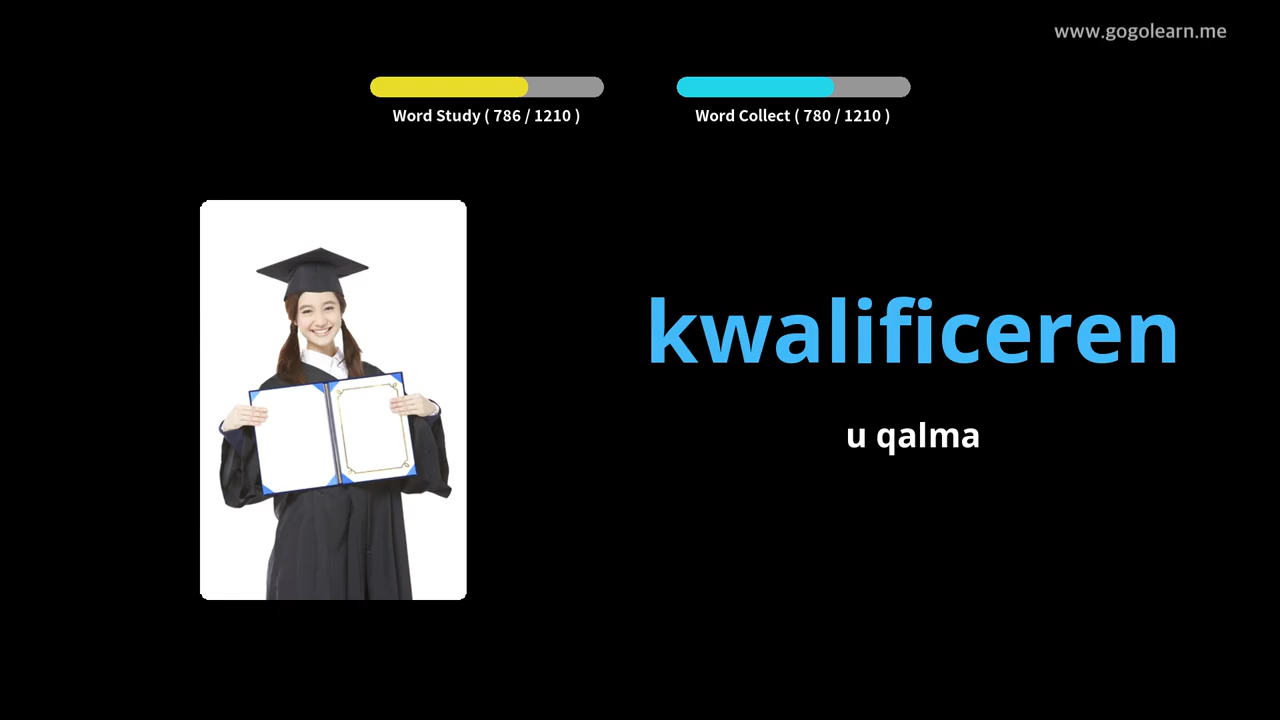 www.gogolearn.me
Word Study ( 786 / 1210 )
Word Collect ( 780 / 1210 )
kwalificeren
u qalma